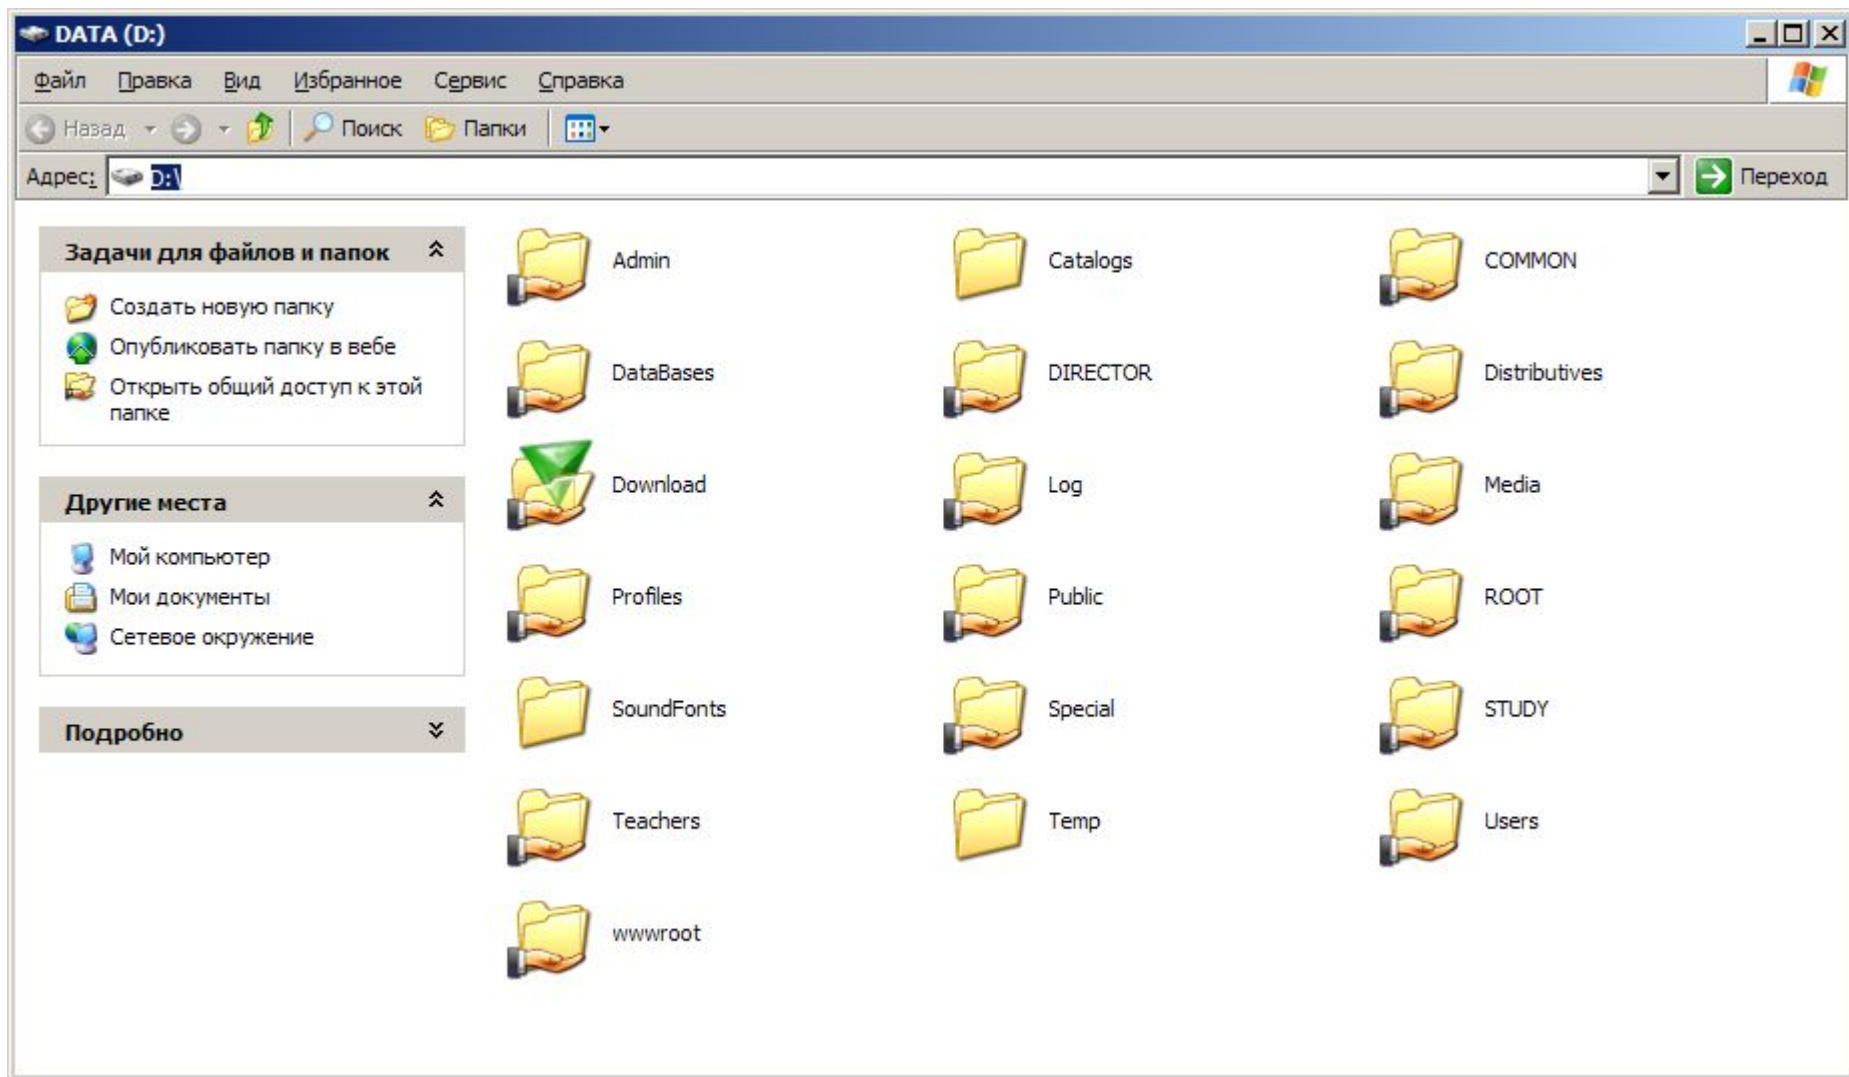 DATA (D:)
Файл Правка Вид Избранное Сервис Справка
Назад Поиск Папки
Адрес: D:\ Переход
Задачи для файлов и папок
Создать новую папку
Опубликовать папку в вебе
Открыть общий доступ к этой
папке
Другие места
Мой компьютер
Мои документы
Сетевое окружение
Подробно
Admin Catalogs COMMON
DataBases DIRECTOR Distributives
Download Log Media
Profiles Public ROOT
SoundFonts Special STUDY
Teachers Temp Users
wwwroot